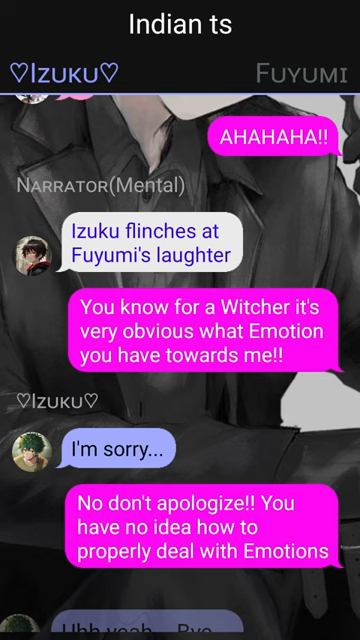 Indian ts
♡Izuku♡
Fuyumi
AHAHAHA!!
Narrator(Mental)
Izuku flinches at
Fuyumi's laughter
You know for a Witcher it's
very obvious what Emotion
you have towards me!!
♡Izuku♡
I'm sorry...
No don't apologize!! You
have no idea how to
properly deal with Emotions